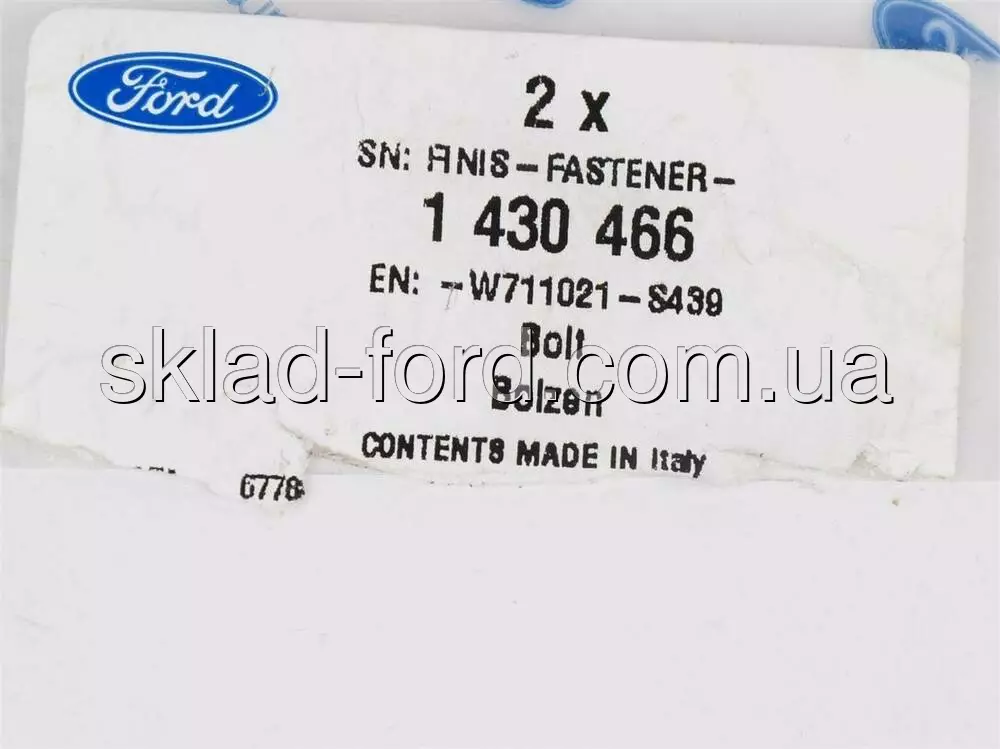 Ford
2 x
SN: FINIS-FASTENER-
1 430 466
EN: -W711021-S439
Bolt
sklad-ford.com.ua
Bolzen
CONTENTS MADE IN Italy
6778